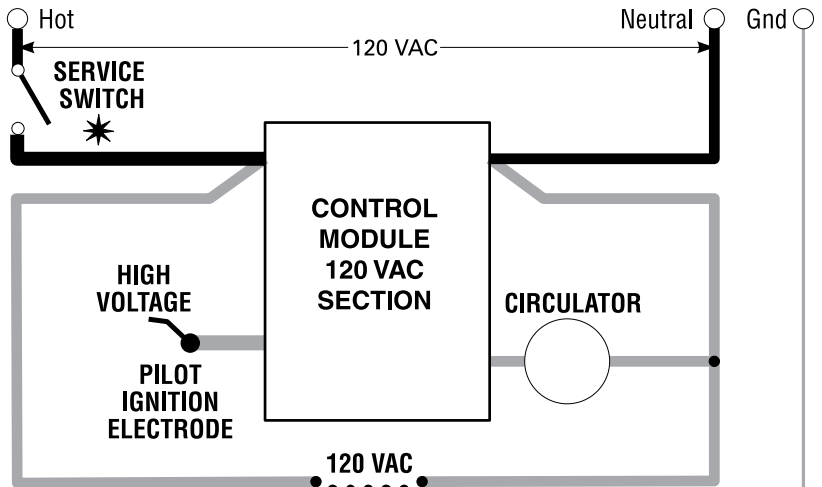 Hot
Neutral
Gnd
120 VAC
SERVICE
SWITCH
CONTROL
MODULE
120 VAC
SECTION
HIGH
VOLTAGE
CIRCULATOR
PILOT
IGNITION
ELECTRODE
120 VAC